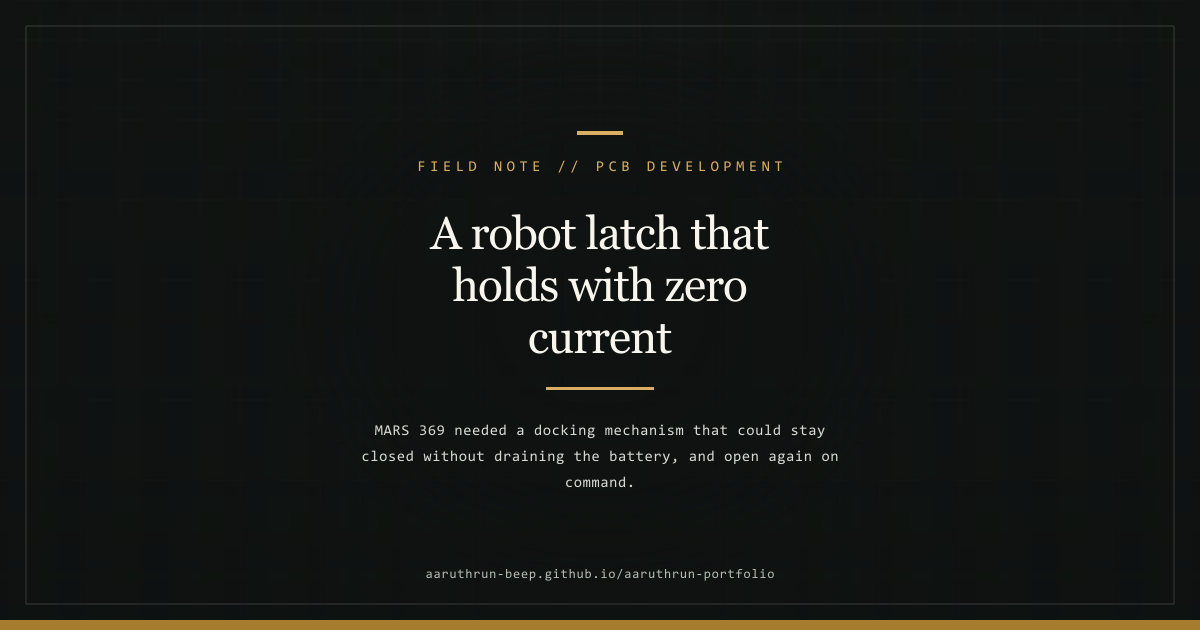 FIELD NOTE // PCB DEVELOPMENT
A robot latch that
holds with zero
current
MARS 369 needed a docking mechanism that could stay
closed without draining the battery, and open again on
command.
aaruthrun-beep.github.io/aaruthrun-portfolio